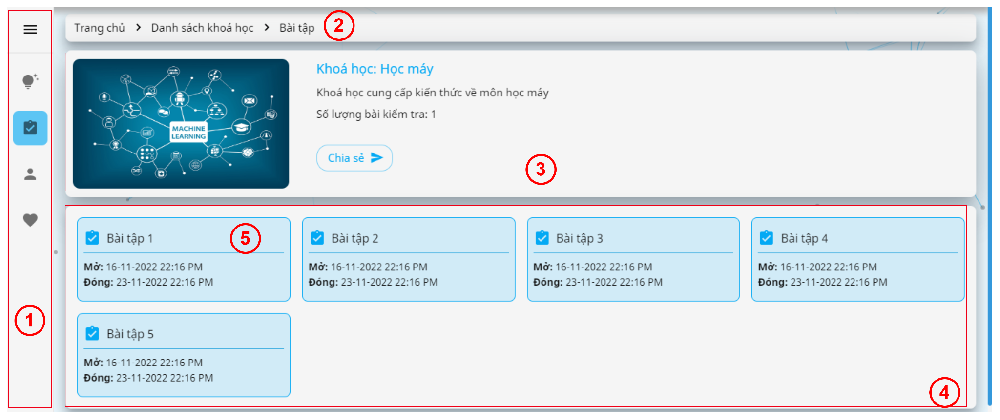 Trang chủ > Danh sách khoá học > Bài tập
2
MACHINE
LEARNING
Khoá học: Học máy
Khoá học cung cấp kiến thức về môn học máy
Số lượng bài kiểm tra: 1
Chia sẻ
3
Bài tập 1
5
Mở: 16-11-2022 22:16 PM
Đóng: 23-11-2022 22:16 PM
Bài tập 2
Mở: 16-11-2022 22:16 PM
Đóng: 23-11-2022 22:16 PM
Bài tập 3
Mở: 16-11-2022 22:16 PM
Đóng: 23-11-2022 22:16 PM
Bài tập 4
Mở: 16-11-2022 22:16 PM
Đóng: 23-11-2022 22:16 PM
1
Bài tập 5
Mở: 16-11-2022 22:16 PM
Đóng: 23-11-2022 22:16 PM
4